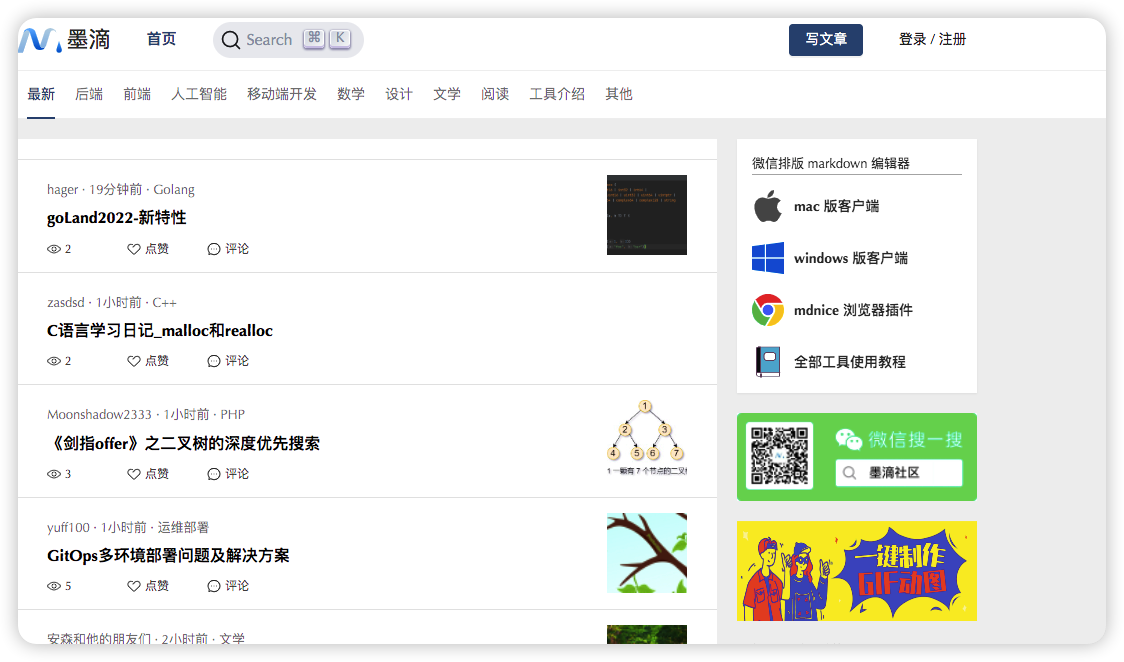 墨滴 首页 Search ⌘ K 写文章 登录 / 注册
最新 后端 前端 人工智能 移动端开发 数学 设计 文学 阅读 工具介绍 其他
hager · 19分钟前 · Golang
goLand2022-新特性
2 点赞 评论
zasdsd · 1小时前 · C++
C语言学习日记_malloc和realloc
2 点赞 评论
Moonshadow2333 · 1小时前 · PHP
《剑指offer》之二叉树的深度优先搜索
3 点赞 评论
1
2 3
4 5 6 7
1 一颗有 7 个节点的二叉
yuff100 · 1小时前 · 运维部署
GitOps多环境部署问题及解决方案
5 点赞 评论
安森和他的朋友们 · 2小时前 · 文学
微信排版 markdown 编辑器
mac 版客户端
windows 版客户端
mdnice 浏览器插件
全部工具使用教程
微信搜一搜
墨滴社区
一键制作
GIF动图